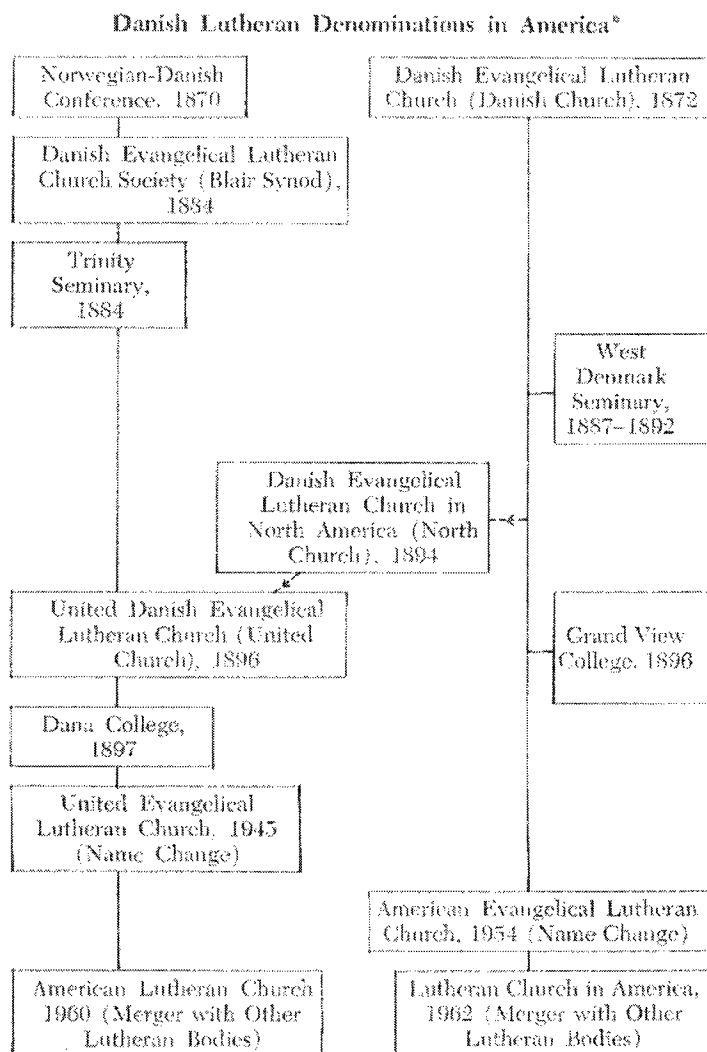 Danish Lutheran Denominations in America*
Norwegian-Danish
Conference, 1870
Danish Evangelical Lutheran
Church (Danish Church), 1872
Danish Evangelical Lutheran
Church Society (Blair Synod),
1884
Trinity
Seminary,
1884
West
Denmark
Seminary,
1887–1892
Danish Evangelical
Lutheran Church in
North America (North
Church), 1894
United Danish Evangelical
Lutheran Church (United
Church), 1896
Grand View
College, 1896
Dana College,
1897
United Evangelical
Lutheran Church, 1945
(Name Change)
American Evangelical Lutheran
Church, 1954 (Name Change)
American Lutheran Church
1960 (Merger with Other
Lutheran Bodies)
Lutheran Church in America,
1962 (Merger with Other
Lutheran Bodies)